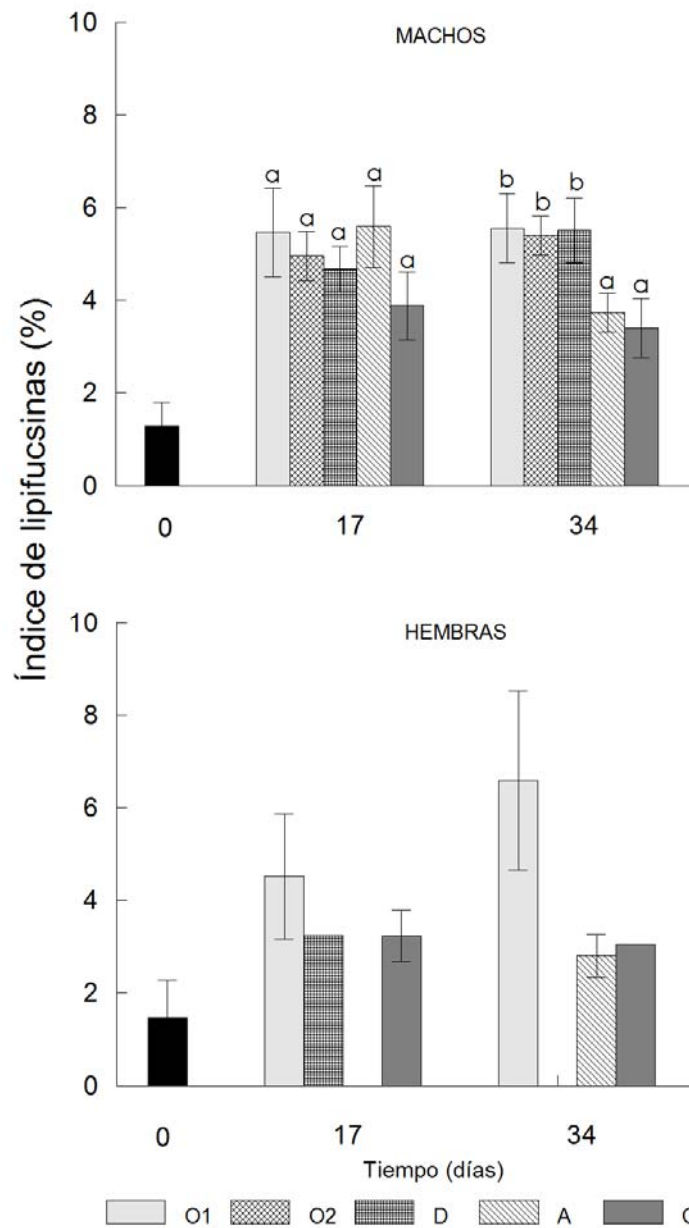 10
MACHOS
8
6
4
2
0
a
a
a
a
a
b
b
b
a
a
0
17
34
Índice de lipifucsinas (%)
10
HEMBRAS
8
6
4
2
0
0
17
34
Tiempo (días)
O1 O2 D A